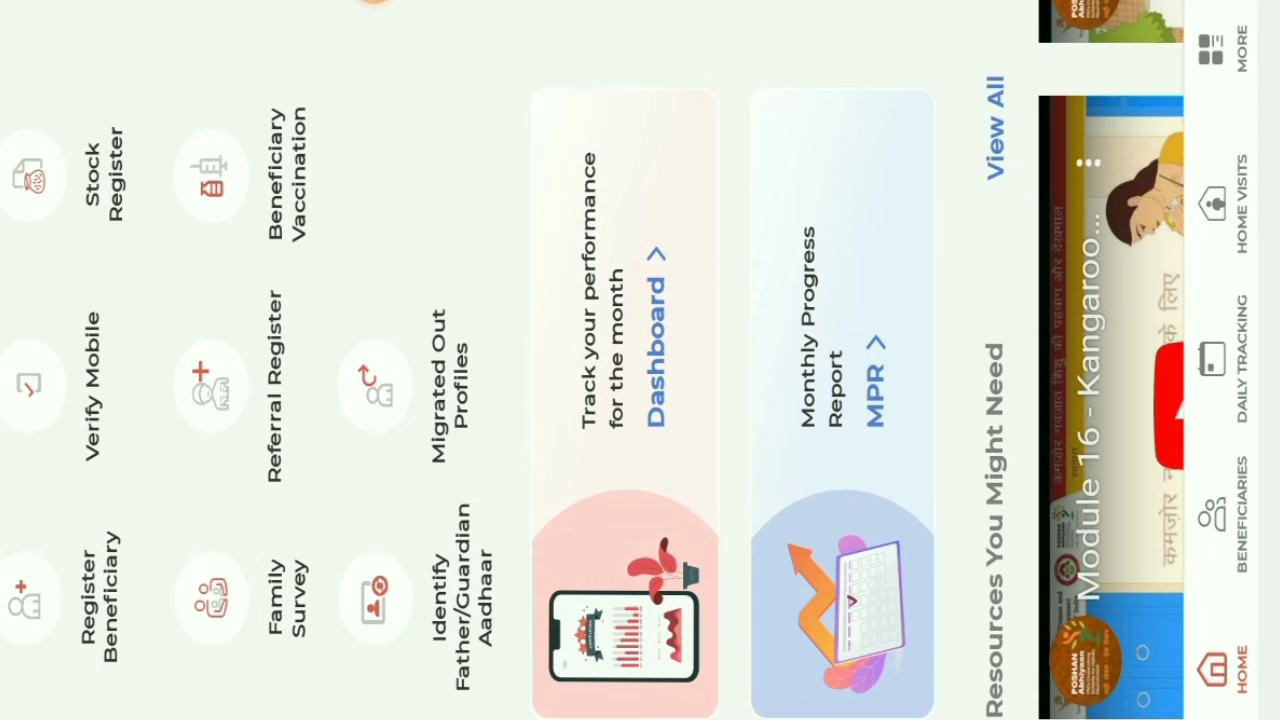 Register
Beneficiary
Verify Mobile
Stock
Register
Family
Survey
Referral Register
Beneficiary
Vaccination
Identify
Father/Guardian
Aadhaar
Migrated Out
Profiles
Track your performance
for the month
Dashboard >
Monthly Progress
Report
MPR >
Resources You Might Need
View All
Module 16 - Kangaroo...
POSHAN
Abhiyaan
HOME
BENEFICIARIES
DAILY TRACKING
HOME VISITS
MORE